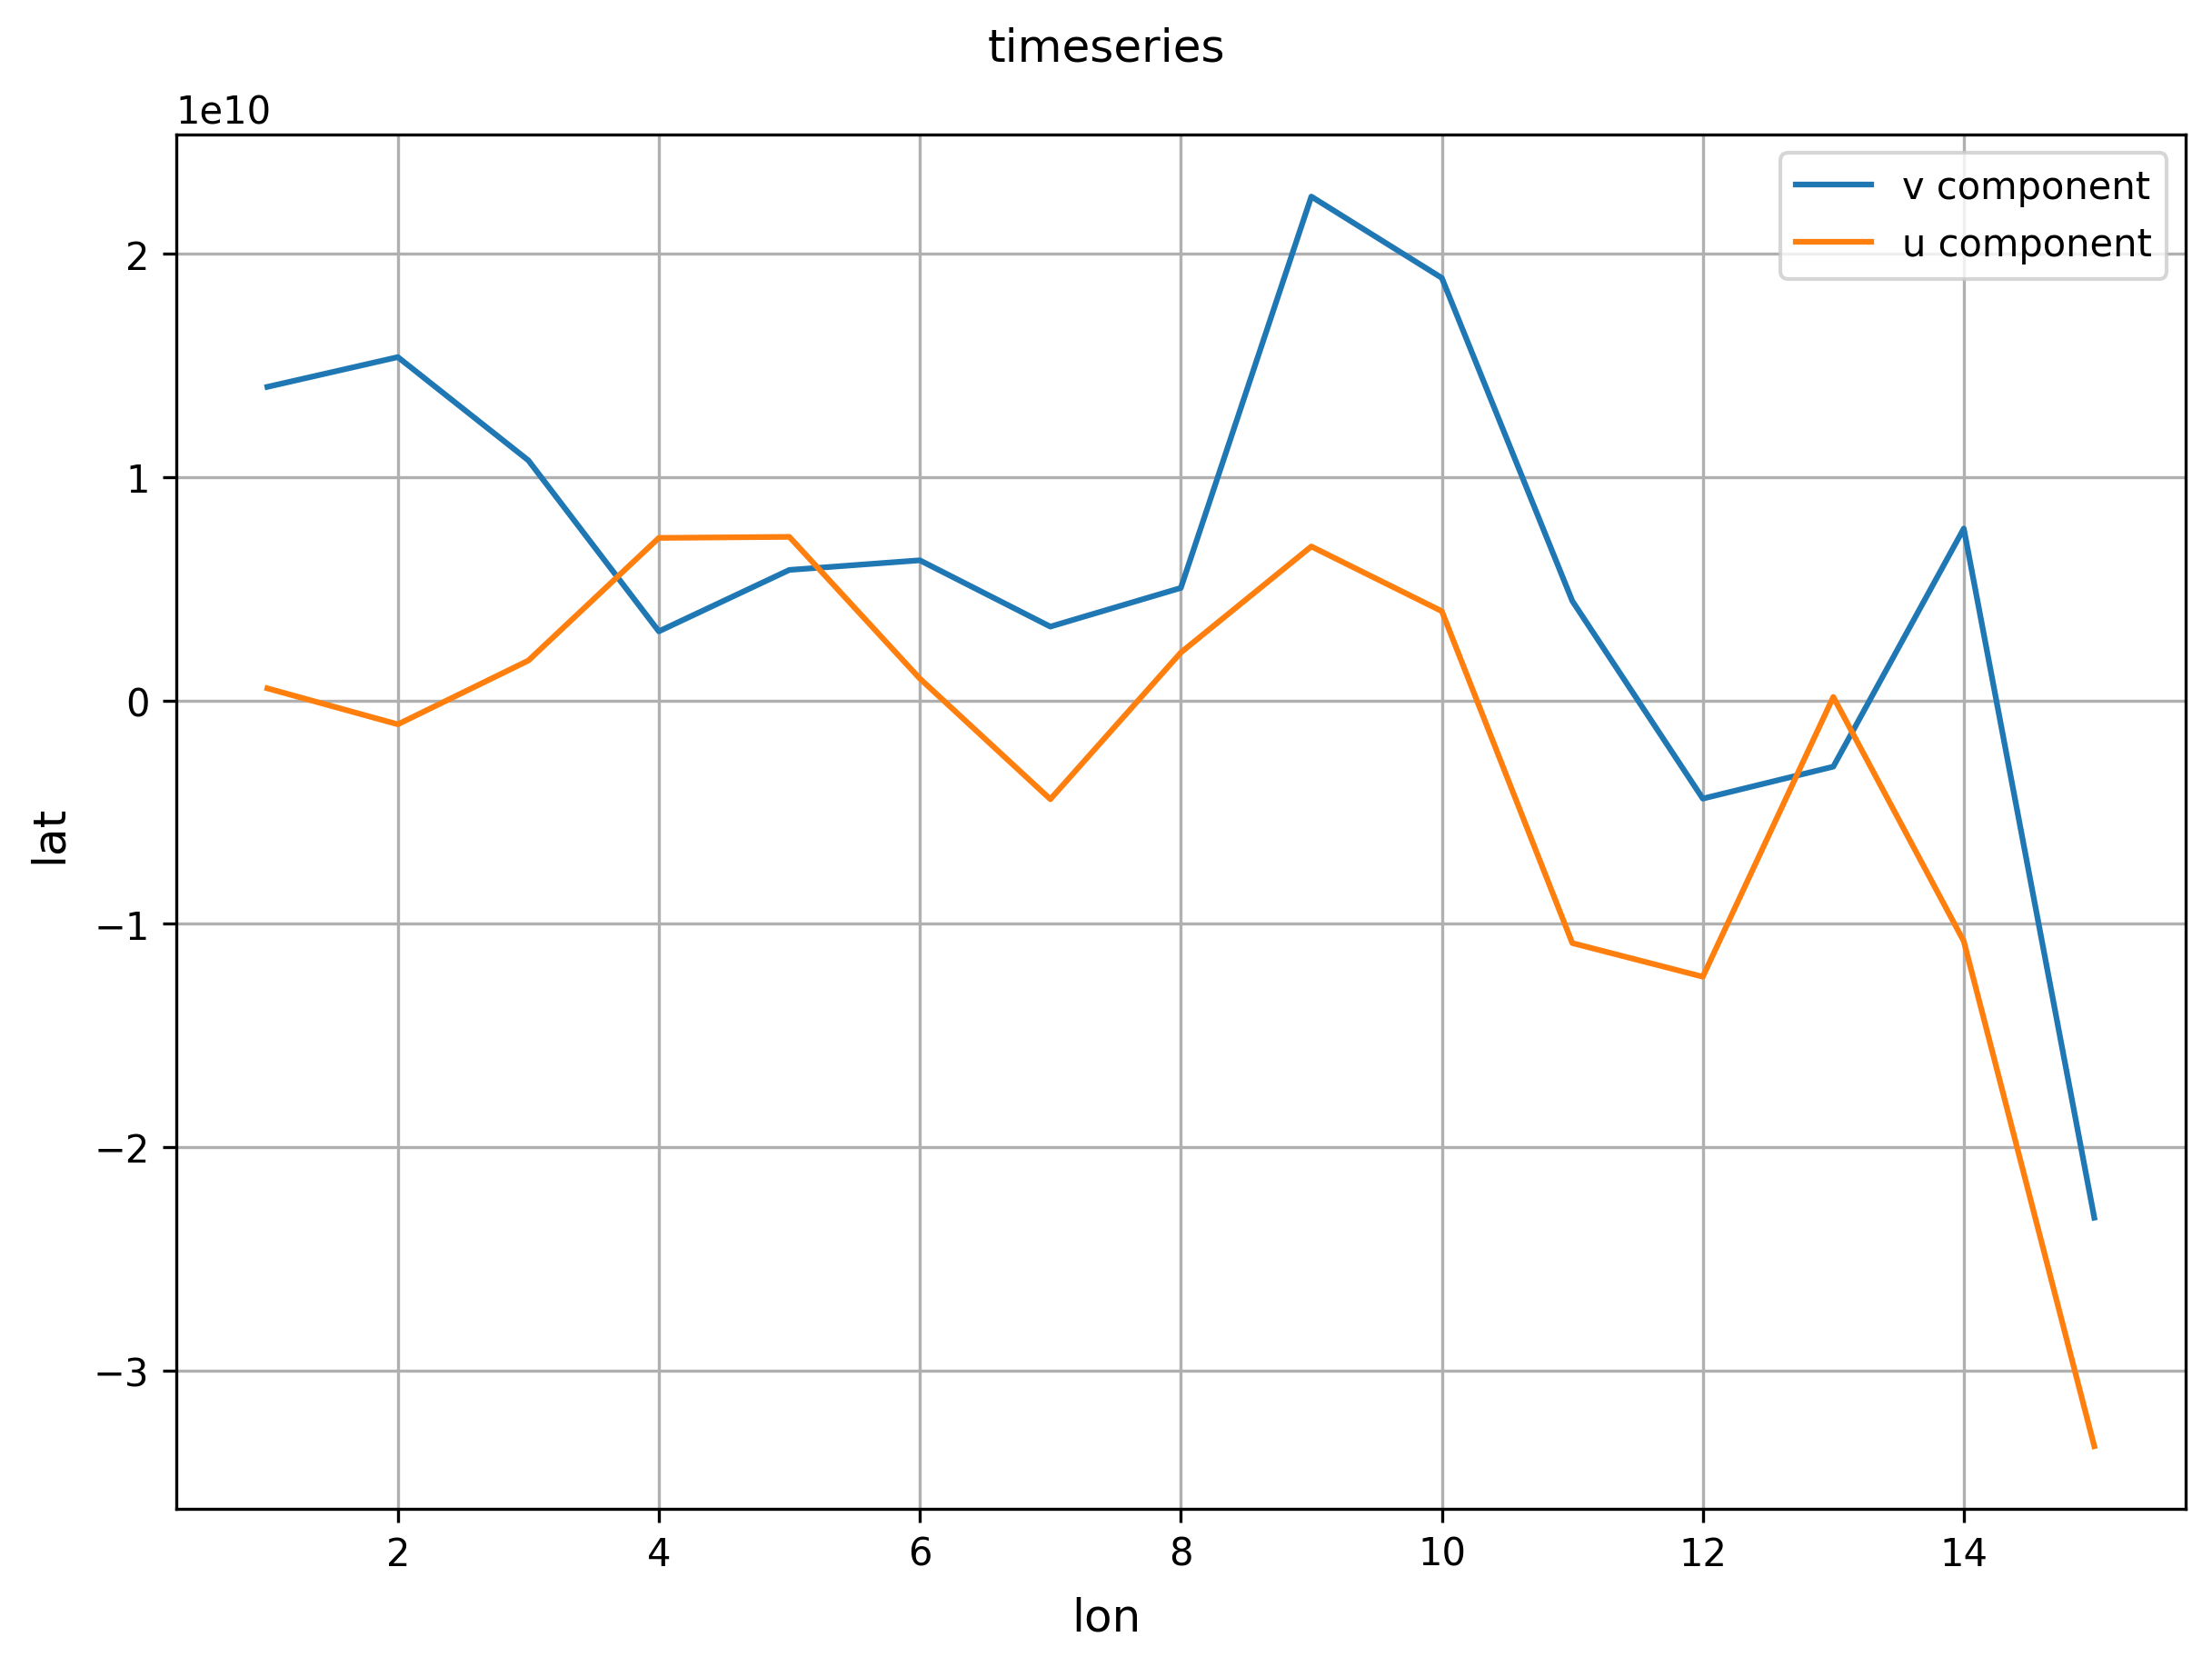 timeseries
1e10
v component
u component
2
1
0
−1
−2
−3
lat
2 4 6 8 10 12 14
lon